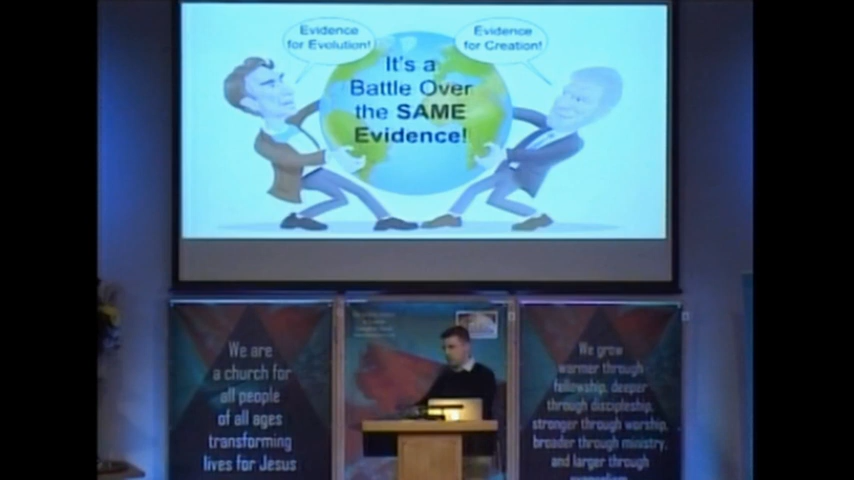 Evidence
for Evolution!
Evidence
for Creation!
It's a
Battle Over
the SAME
Evidence!
We are
a church for
all people
of all ages
transforming
lives for Jesus
We grow
warmer through
fellowship, deeper
through discipleship,
stronger through worship,
broader through ministry,
and larger through